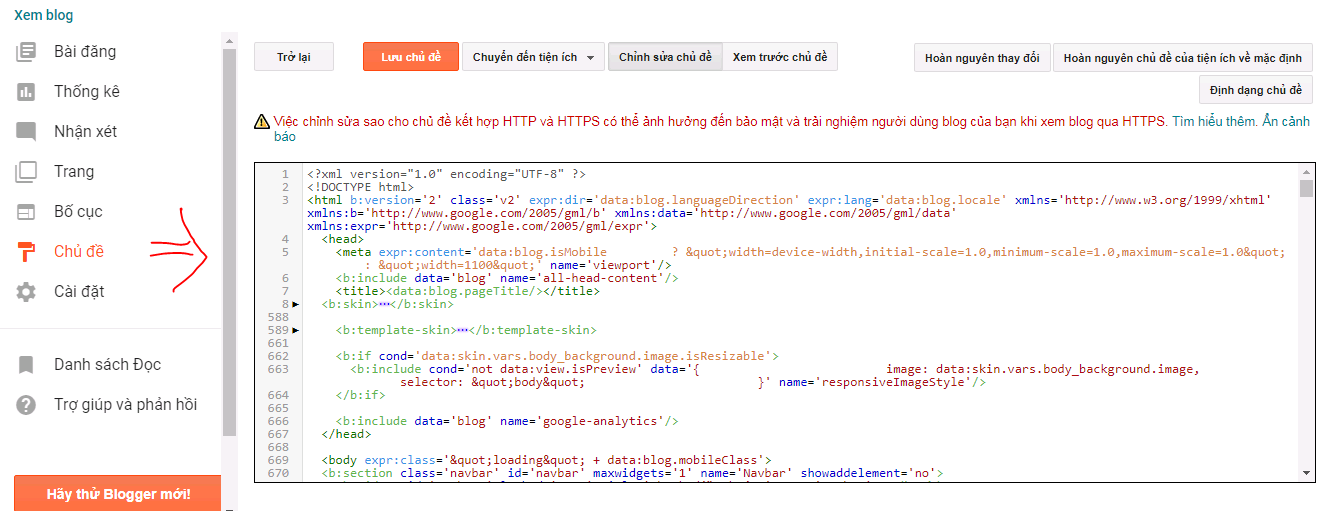 Xem blog
Bài đăng
Thống kê
Nhận xét
Trang
Bố cục
Chủ đề
Cài đặt
Danh sách Đọc
Trợ giúp và phản hồi
Hãy thử Blogger mới!
Trở lại Lưu chủ đề Chuyển đến tiện ích Chỉnh sửa chủ đề Xem trước chủ đề Hoàn nguyên thay đổi Hoàn nguyên chủ đề của tiện ích về mặc định
Định dạng chủ đề
Việc chỉnh sửa sao cho chủ đề kết hợp HTTP và HTTPS có thể ảnh hưởng đến bảo mật và trải nghiệm người dùng blog của bạn khi xem blog qua HTTPS. Tìm hiểu thêm. Ẩn cảnh
báo
1 <?xml version="1.0" encoding="UTF-8" ?>
2 <!DOCTYPE html>
3 <html b:version='2' class='v2' expr:dir='data:blog.languageDirection' expr:lang='data:blog.locale' xmlns='http://www.w3.org/1999/xhtml'
xmlns:b='http://www.google.com/2005/gml/b' xmlns:data='http://www.google.com/2005/gml/data'
xmlns:expr='http://www.google.com/2005/gml/expr'>
4 <head>
5 <meta expr:content='data:blog.isMobile ? &quot;width=device-width,initial-scale=1.0,minimum-scale=1.0,maximum-scale=1.0&quot;
: &quot;width=1100&quot;' name='viewport'/>
6 <b:include data='blog' name='all-head-content'/>
7 <title><data:blog.pageTitle/></title>
8 <b:skin>…</b:skin>
588
589 <b:template-skin>…</b:template-skin>
661
662 <b:if cond='data:skin.vars.body_background.image.isResizable'>
663 <b:include cond='not data:view.isPreview' data='{ image: data:skin.vars.body_background.image,
selector: &quot;body&quot; }' name='responsiveImageStyle'/>
664 </b:if>
665
666 <b:include data='blog' name='google-analytics'/>
667 </head>
668
669 <body expr:class='&quot;loading&quot; + data:blog.mobileClass'>
670 <b:section class='navbar' id='navbar' maxwidgets='1' name='Navbar' showaddelement='no'>